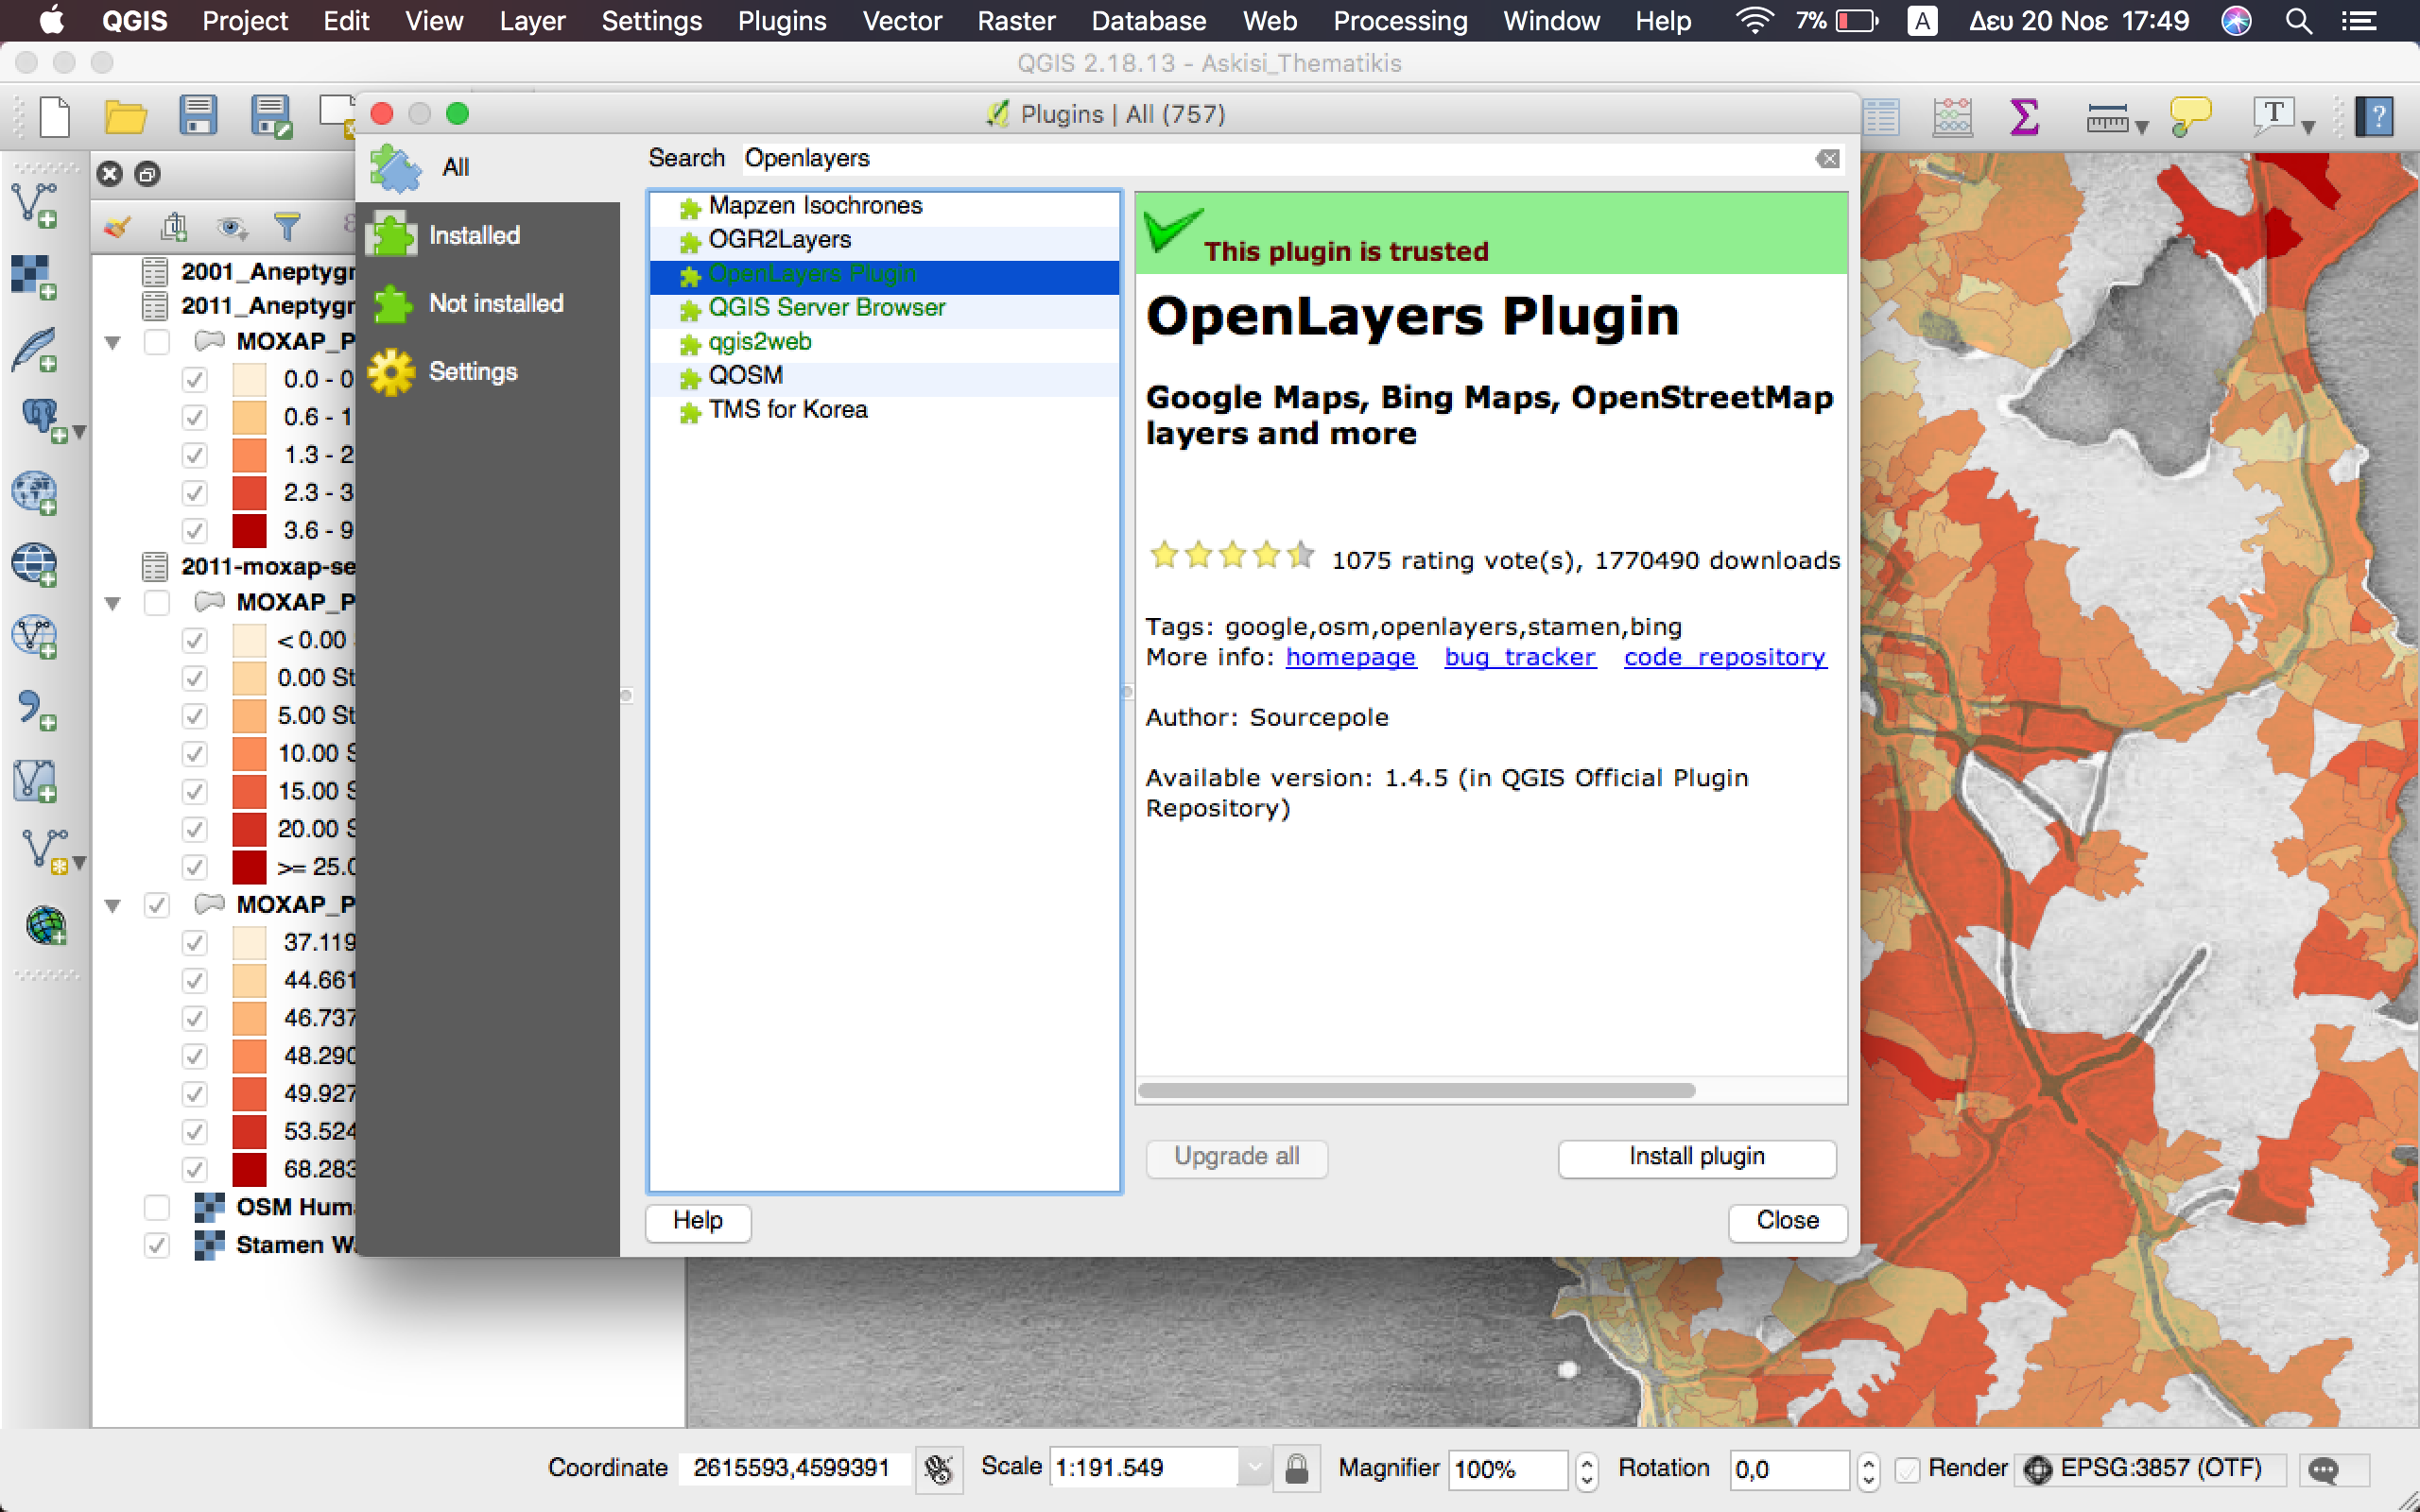 QGIS Project Edit View Layer Settings Plugins Vector Raster Database Web Processing Window Help 7% A Δευ 20 Νοε 17:49
QGIS 2.18.13 - Askisi_Thematikis
Plugins | All (757)
T
?
All
Installed
Not installed
Settings
Search Openlayers
Mapzen Isochrones
OGR2Layers
OpenLayers Plugin
QGIS Server Browser
qgis2web
QOSM
TMS for Korea
This plugin is trusted
OpenLayers Plugin
Google Maps, Bing Maps, OpenStreetMap
layers and more
1075 rating vote(s), 1770490 downloads
Tags: google,osm,openlayers,stamen,bing
More info: homepage bug tracker code repository
Author: Sourcepole
Available version: 1.4.5 (in QGIS Official Plugin
Repository)
Upgrade all
Install plugin
Help
Close
2001_Aneptygr
2011_Aneptygr
MOXAP_P
0.0 - 0
0.6 - 1
1.3 - 2
2.3 - 3
3.6 - 9
2011-moxap-se
MOXAP_P
< 0.00
0.00 St
5.00 St
10.00 S
15.00 S
20.00 S
>= 25.0
MOXAP_P
37.119
44.661
46.737
48.290
49.927
53.524
68.283
OSM Hum
Stamen W
Coordinate 2615593,4599391 Scale 1:191.549 Magnifier 100% Rotation 0,0 Render EPSG:3857 (OTF)